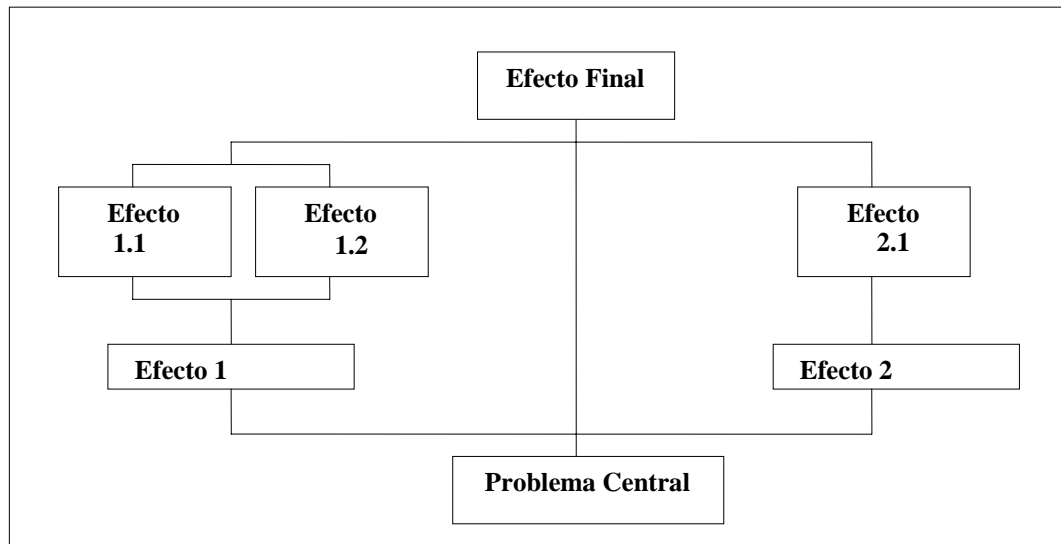 Efecto Final
Efecto
1.1
Efecto
1.2
Efecto
2.1
Efecto 1
Efecto 2
Problema Central